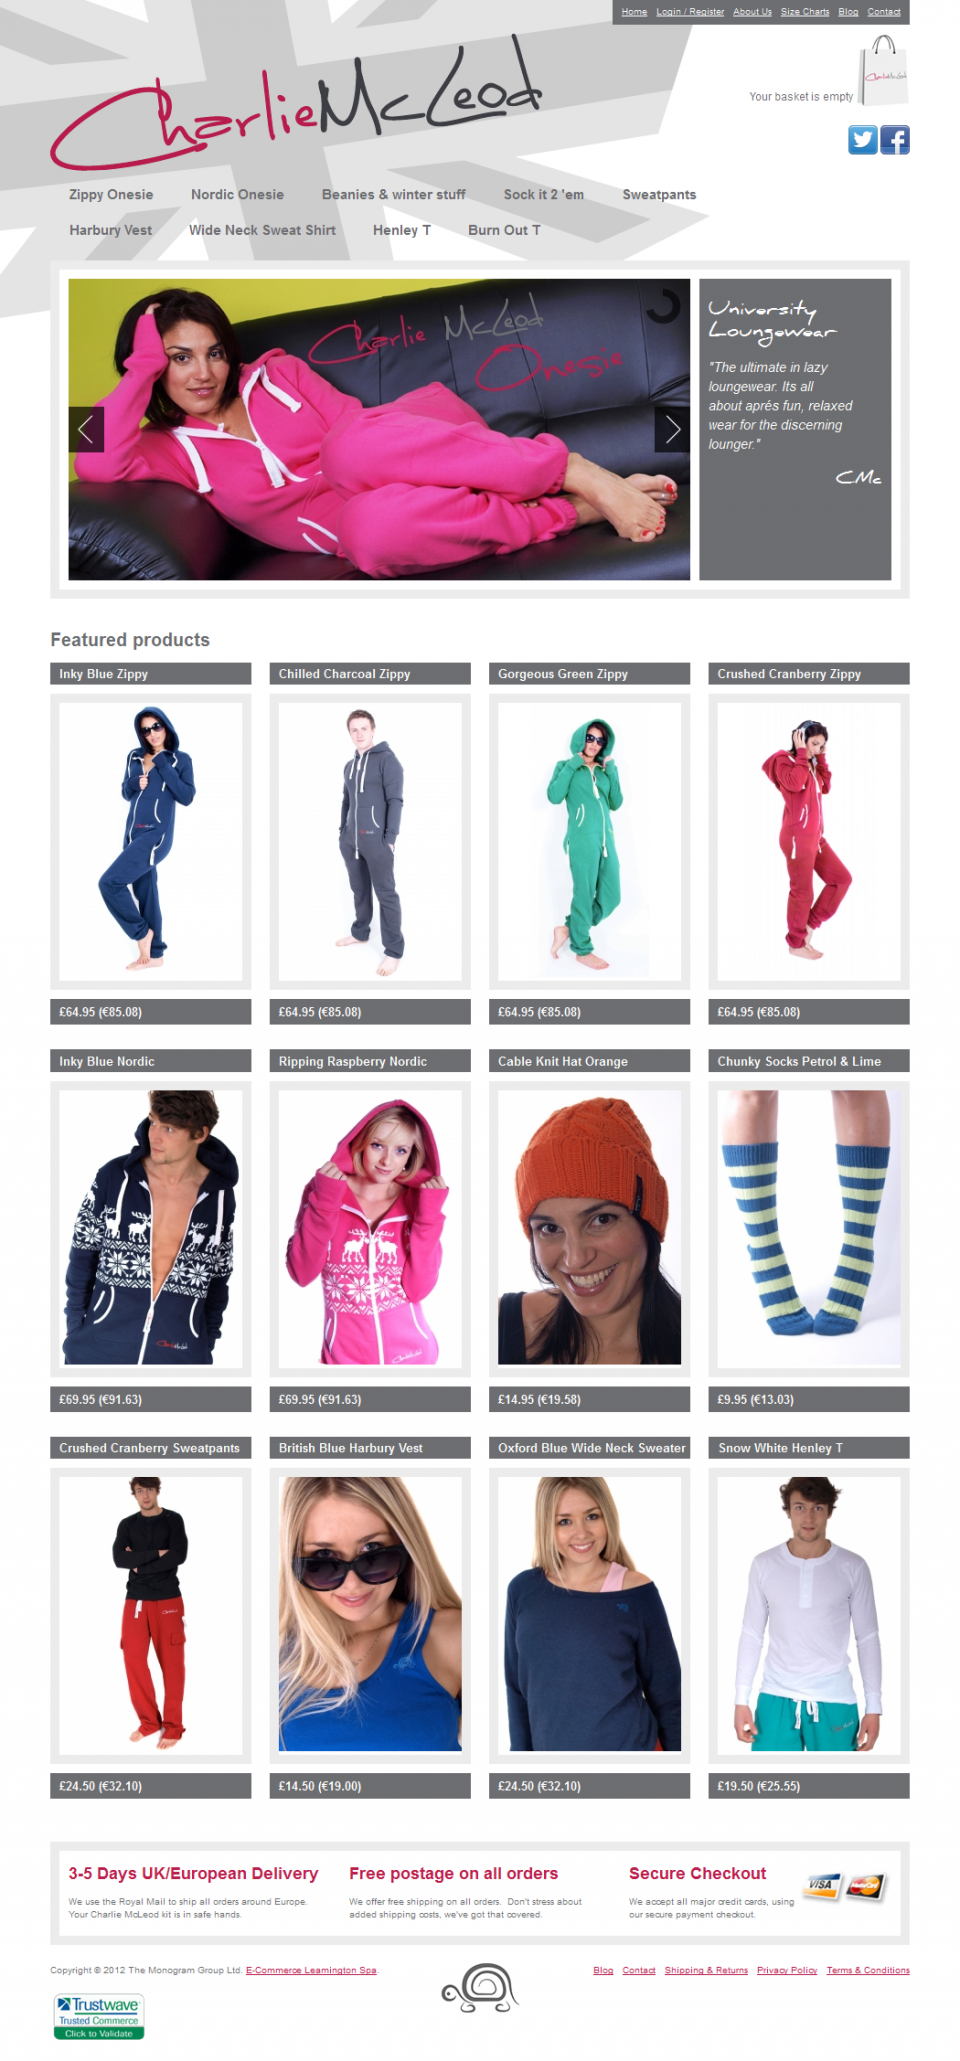 Home Login / Register About Us Size Charts Blog Contact
CharlieMcLeod
Your basket is empty
Zippy Onesie Nordic Onesie Beanies & winter stuff Sock it 2 'em Sweatpants
Harbury Vest Wide Neck Sweat Shirt Henley T Burn Out T
Charlie McLeod
Onesie
University
Loungewear
"The ultimate in lazy
loungewear. Its all
about aprés fun, relaxed
wear for the discerning
lounger."
CMc
Featured products
Inky Blue Zippy Chilled Charcoal Zippy Gorgeous Green Zippy Crushed Cranberry Zippy
£64.95 (€85.08) £64.95 (€85.08) £64.95 (€85.08) £64.95 (€85.08)
Inky Blue Nordic Ripping Raspberry Nordic Cable Knit Hat Orange Chunky Socks Petrol & Lime
£69.95 (€91.63) £69.95 (€91.63) £14.95 (€19.58) £9.95 (€13.03)
Crushed Cranberry Sweatpants British Blue Harbury Vest Oxford Blue Wide Neck Sweater Snow White Henley T
£24.50 (€32.10) £14.50 (€19.00) £24.50 (€32.10) £19.50 (€25.55)
3-5 Days UK/European Delivery
We use the Royal Mail to ship all orders around Europe.
Your Charlie McLeod kit is in safe hands.
Free postage on all orders
We offer free shipping on all orders. Don't stress about
added shipping costs, we've got that covered.
Secure Checkout
We accept all major credit cards, using
our secure payment checkout.
VISA MasterCard
Copyright © 2012 The Monogram Group Ltd. E-Commerce Leamington Spa.
Blog Contact Shipping & Returns Privacy Policy Terms & Conditions
Trustwave
Trusted Commerce
Click to Validate